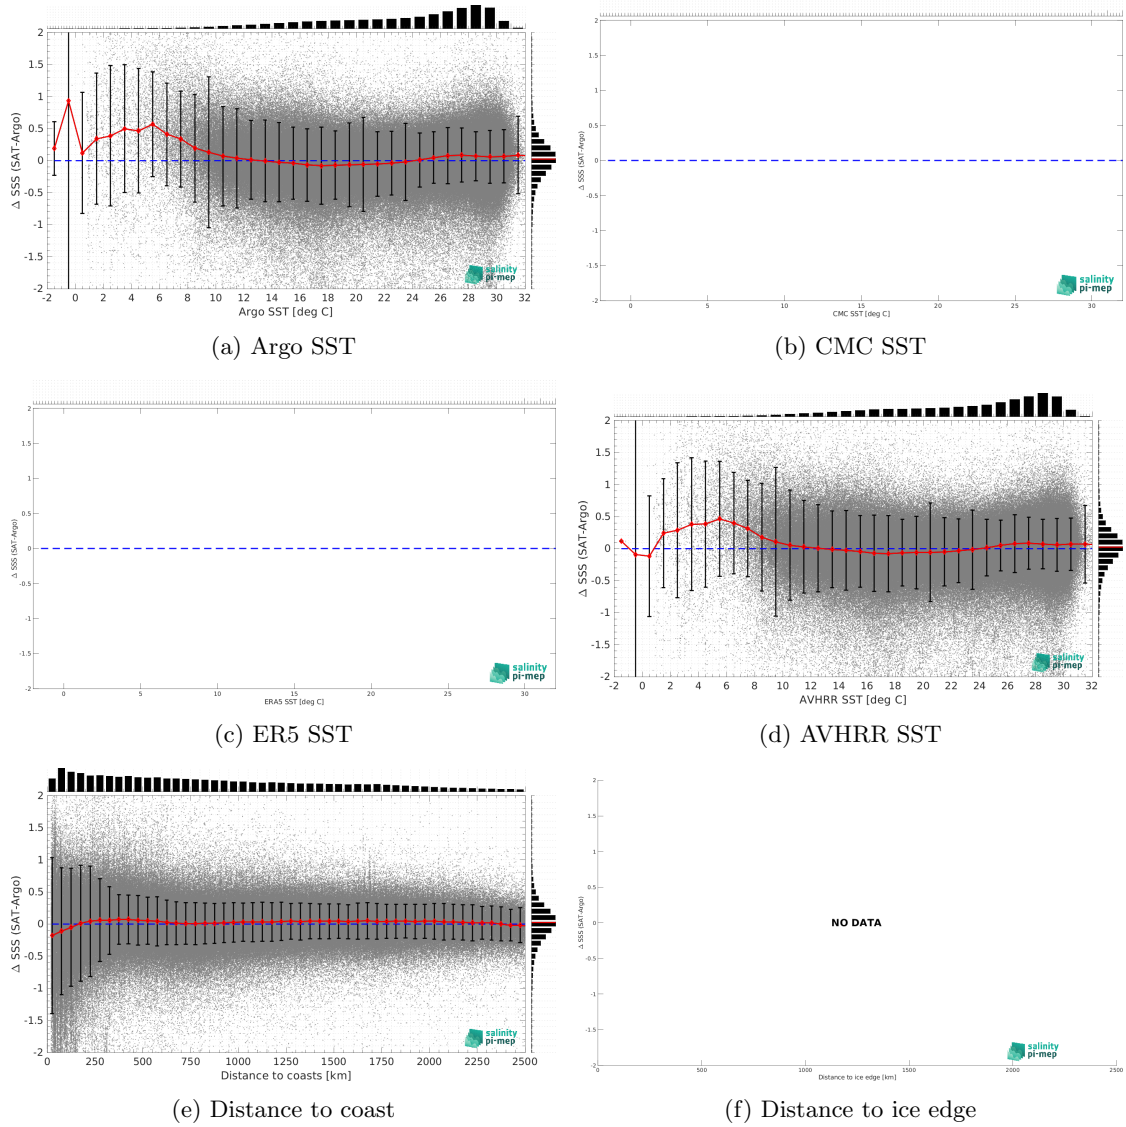 2
1.5
1
0.5
0
-0.5
-1
-1.5
-2
Δ SSS (SAT-Argo)
-2 0 2 4 6 8 10 12 14 16 18 20 22 24 26 28 30 32
Argo SST [deg C]
salinity
pi-mep
(a) Argo SST
2
1.5
1
0.5
0
-0.5
-1
-1.5
-2
Δ SSS (SAT-Argo)
0 5 10 15 20 25 30
CMC SST [deg C]
salinity
pi-mep
(b) CMC SST
2
1.5
1
0.5
0
-0.5
-1
-1.5
-2
Δ SSS (SAT-Argo)
0 5 10 15 20 25 30
ERA5 SST [deg C]
salinity
pi-mep
(c) ER5 SST
2
1.5
1
0.5
0
-0.5
-1
-1.5
-2
Δ SSS (SAT-Argo)
-2 0 2 4 6 8 10 12 14 16 18 20 22 24 26 28 30 32
AVHRR SST [deg C]
salinity
pi-mep
(d) AVHRR SST
2
1.5
1
0.5
0
-0.5
-1
-1.5
-2
Δ SSS (SAT-Argo)
0 250 500 750 1000 1250 1500 1750 2000 2250 2500
Distance to coasts [km]
salinity
pi-mep
(e) Distance to coast
2
1.5
1
0.5
0
-0.5
-1
-1.5
-2
Δ SSS (SAT-Argo)
NO DATA
0 500 1000 1500 2000 2500
Distance to ice edge [km]
salinity
pi-mep
(f) Distance to ice edge